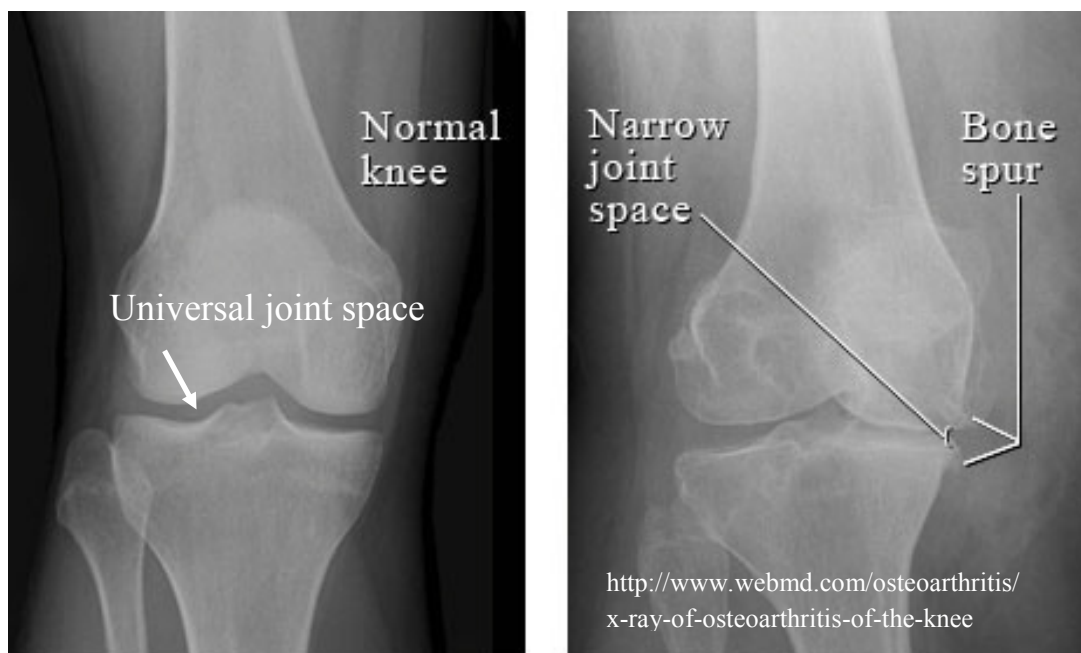 Normal
knee
Universal joint space
Narrow
joint
space
Bone
spur
http://www.webmd.com/osteoarthritis/
x-ray-of-osteoarthritis-of-the-knee